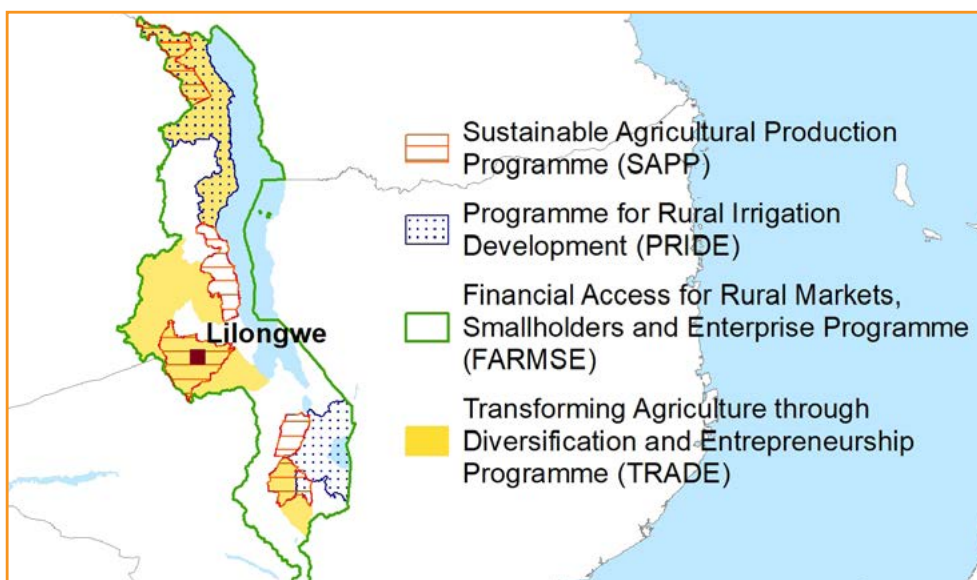 Sustainable Agricultural Production
Programme (SAPP)
Programme for Rural Irrigation
Development (PRIDE)
Financial Access for Rural Markets,
Smallholders and Enterprise Programme
(FARMSE)
Lilongwe
Transforming Agriculture through
Diversification and Entrepreneurship
Programme (TRADE)